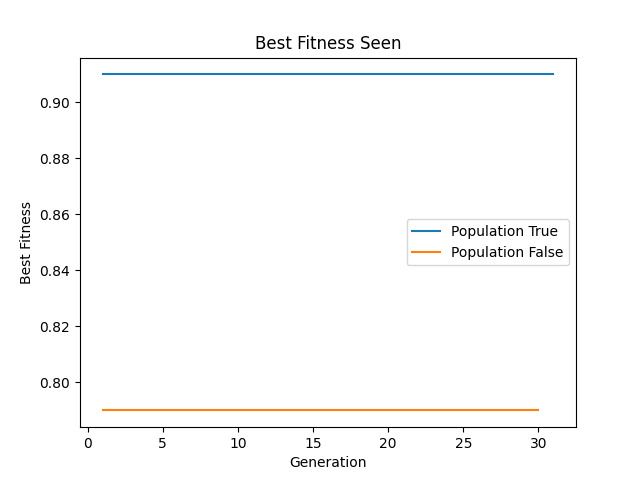 Best Fitness Seen
Best Fitness
0.90
0.88
0.86
0.84
0.82
0.80
Population True
Population False
0 5 10 15 20 25 30
Generation